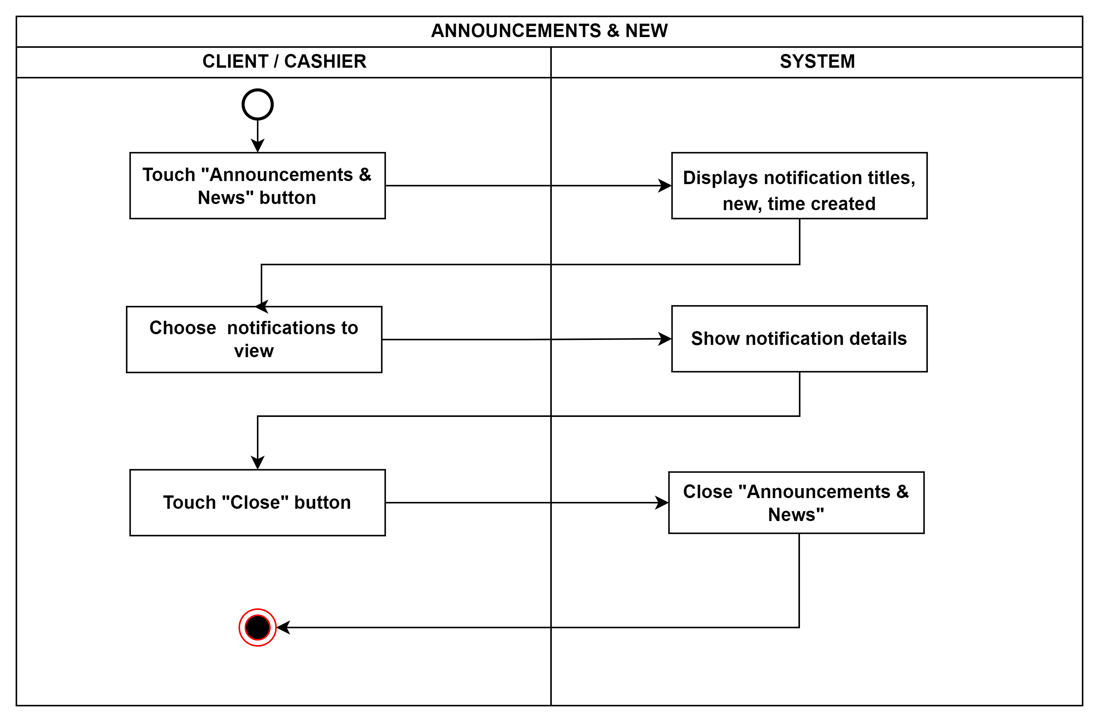 ANNOUNCEMENTS & NEW
CLIENT / CASHIER
SYSTEM
Touch "Announcements &
News" button
Displays notification titles,
new, time created
Choose  notifications to
view
Show notification details
Touch "Close" button
Close "Announcements &
News"